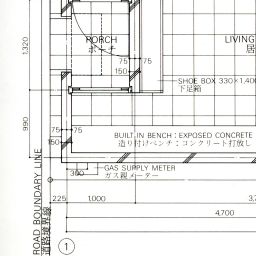 PORCH
ポーチ
LIVING
居
75
75
150
1,320
SHOE BOX 330×1,40
下足箱
990
75
75
150
BUILT IN BENCH : EXPOSED CONCRETE
造り付けベンチ：コンクリート打放し
GAS SUPPLY METER
ガス親メーター
300
225
1,000
3,7
4,700
ROAD BOUNDARY LINE
道路境界線
1